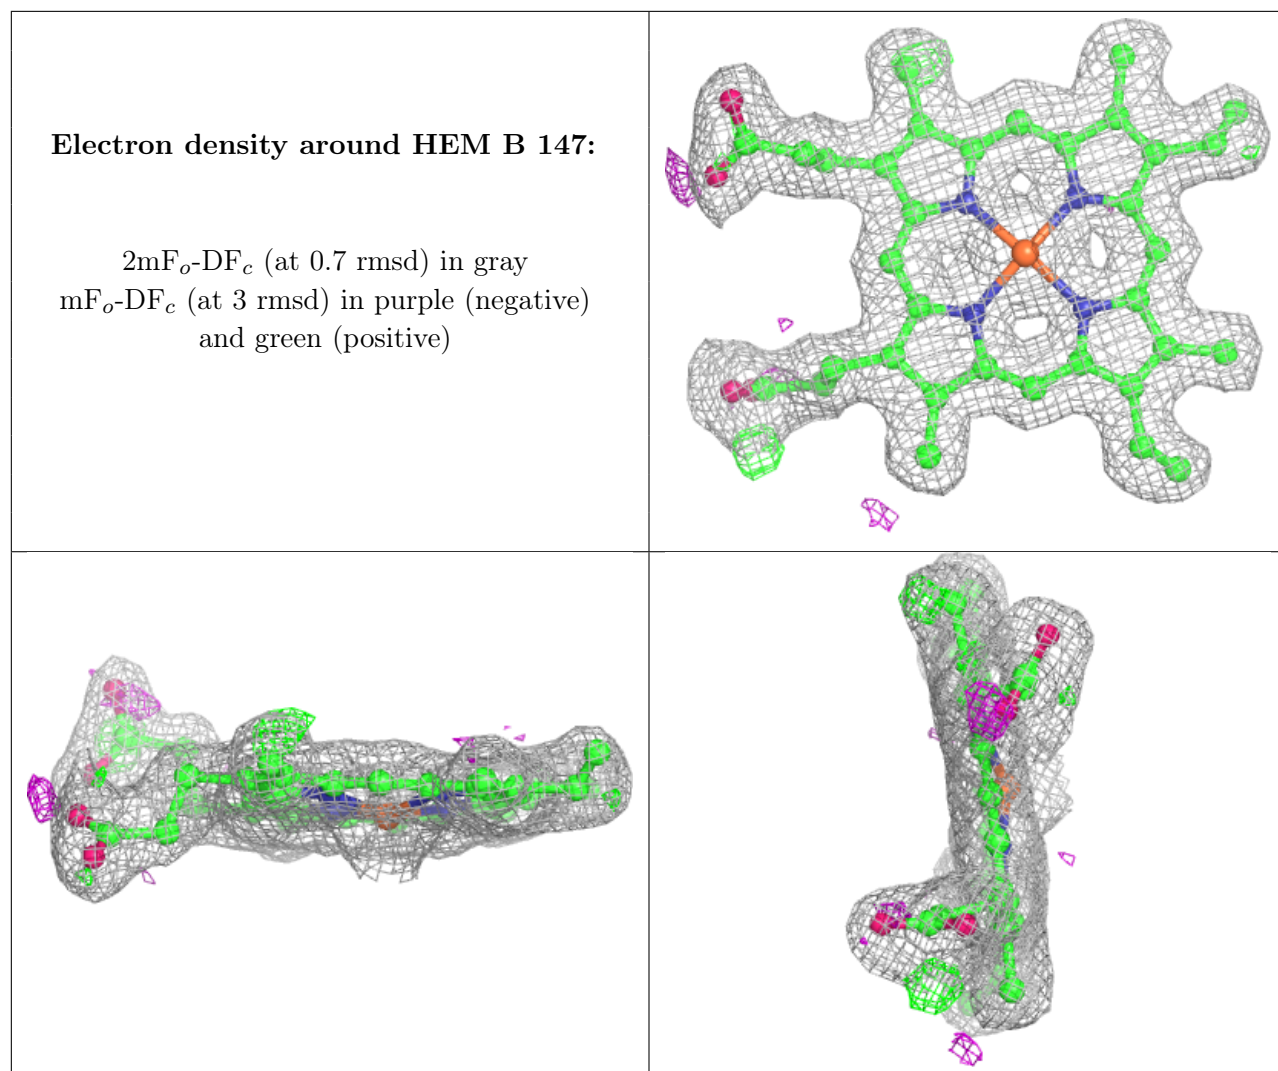 Electron density around HEM B 147:
2mFo-DFc (at 0.7 rmsd) in gray
mFo-DFc (at 3 rmsd) in purple (negative)
and green (positive)